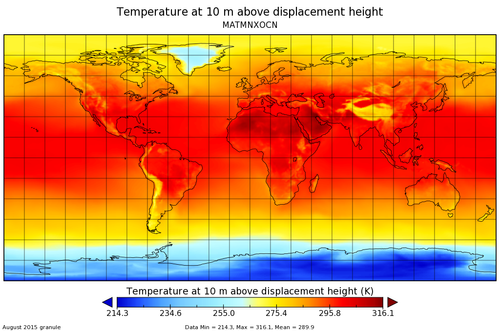 Temperature at 10 m above displacement height
MATMNXOCN
Temperature at 10 m above displacement height (K)
214.3 234.6 255.0 275.4 295.8 316.1
August 2015 granule Data Min = 214.3, Max = 316.1, Mean = 289.9